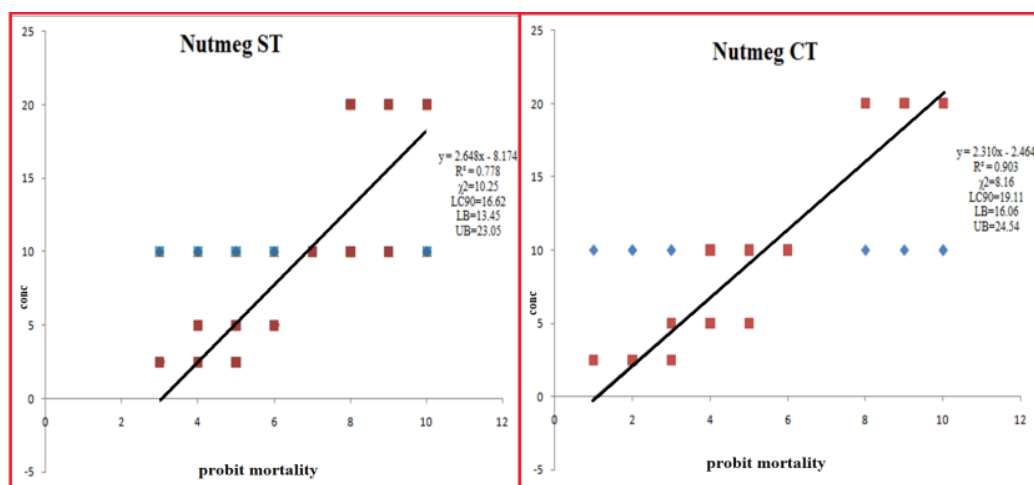 Nutmeg ST
25
20
15
10
5
0
-5
0
2
4
6
8
10
12
conc
probit mortality
y = 2.648x - 8.174
R² = 0.778
χ2=10.25
LC90=16.62
LB=13.45
UB=23.05
Nutmeg CT
25
20
15
10
5
0
-5
0
2
4
6
8
10
12
conc
probit mortality
y = 2.310x - 2.464
R² = 0.903
χ2=8.16
LC90=19.11
LB=16.06
UB=24.54